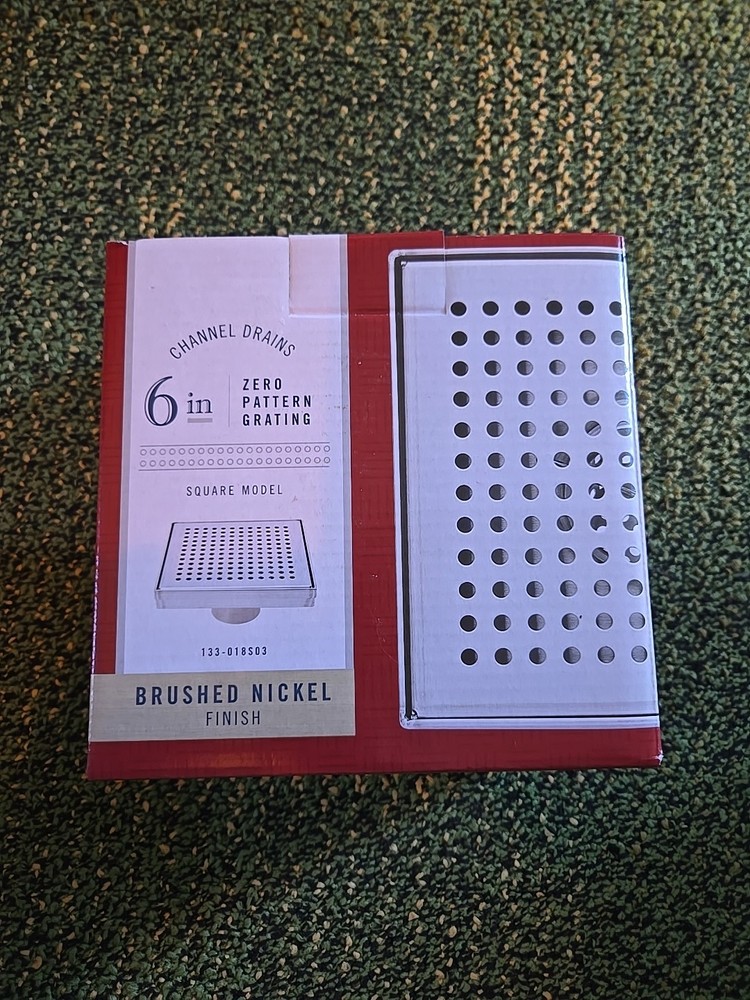 CHANNEL DRAINS
6 in
ZERO
PATTERN
GRATING
SQUARE MODEL
133-018S03
BRUSHED NICKEL
FINISH